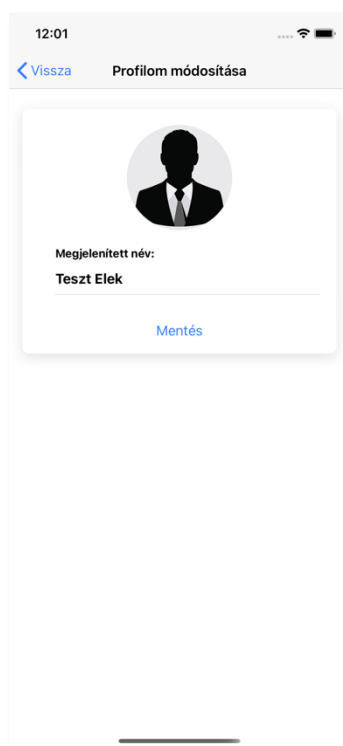 12:01
Vissza Profilom módosítása
Megjelenített név:
Teszt Elek
Mentés